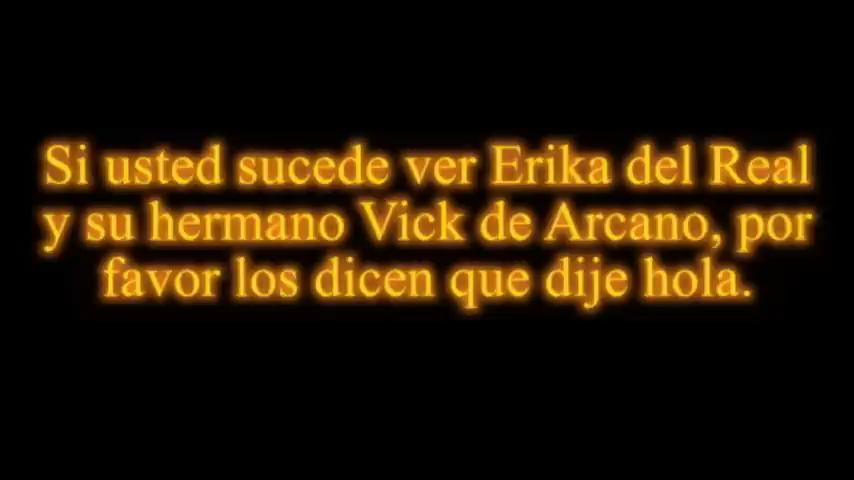 Si usted sucede ver Erika del Real
y su hermano Vick de Arcano, por
favor los dicen que dije hola.